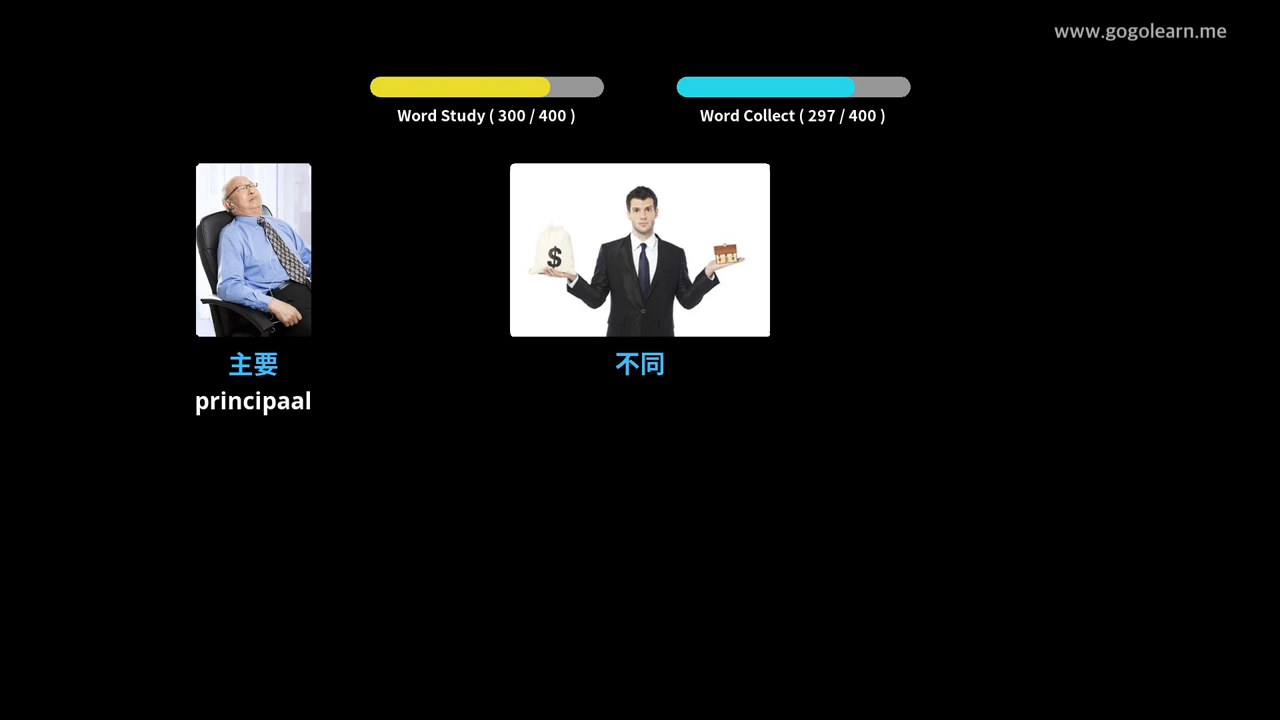 www.gogolearn.me
Word Study ( 300 / 400 )
Word Collect ( 297 / 400 )
$
主要
principaal
不同